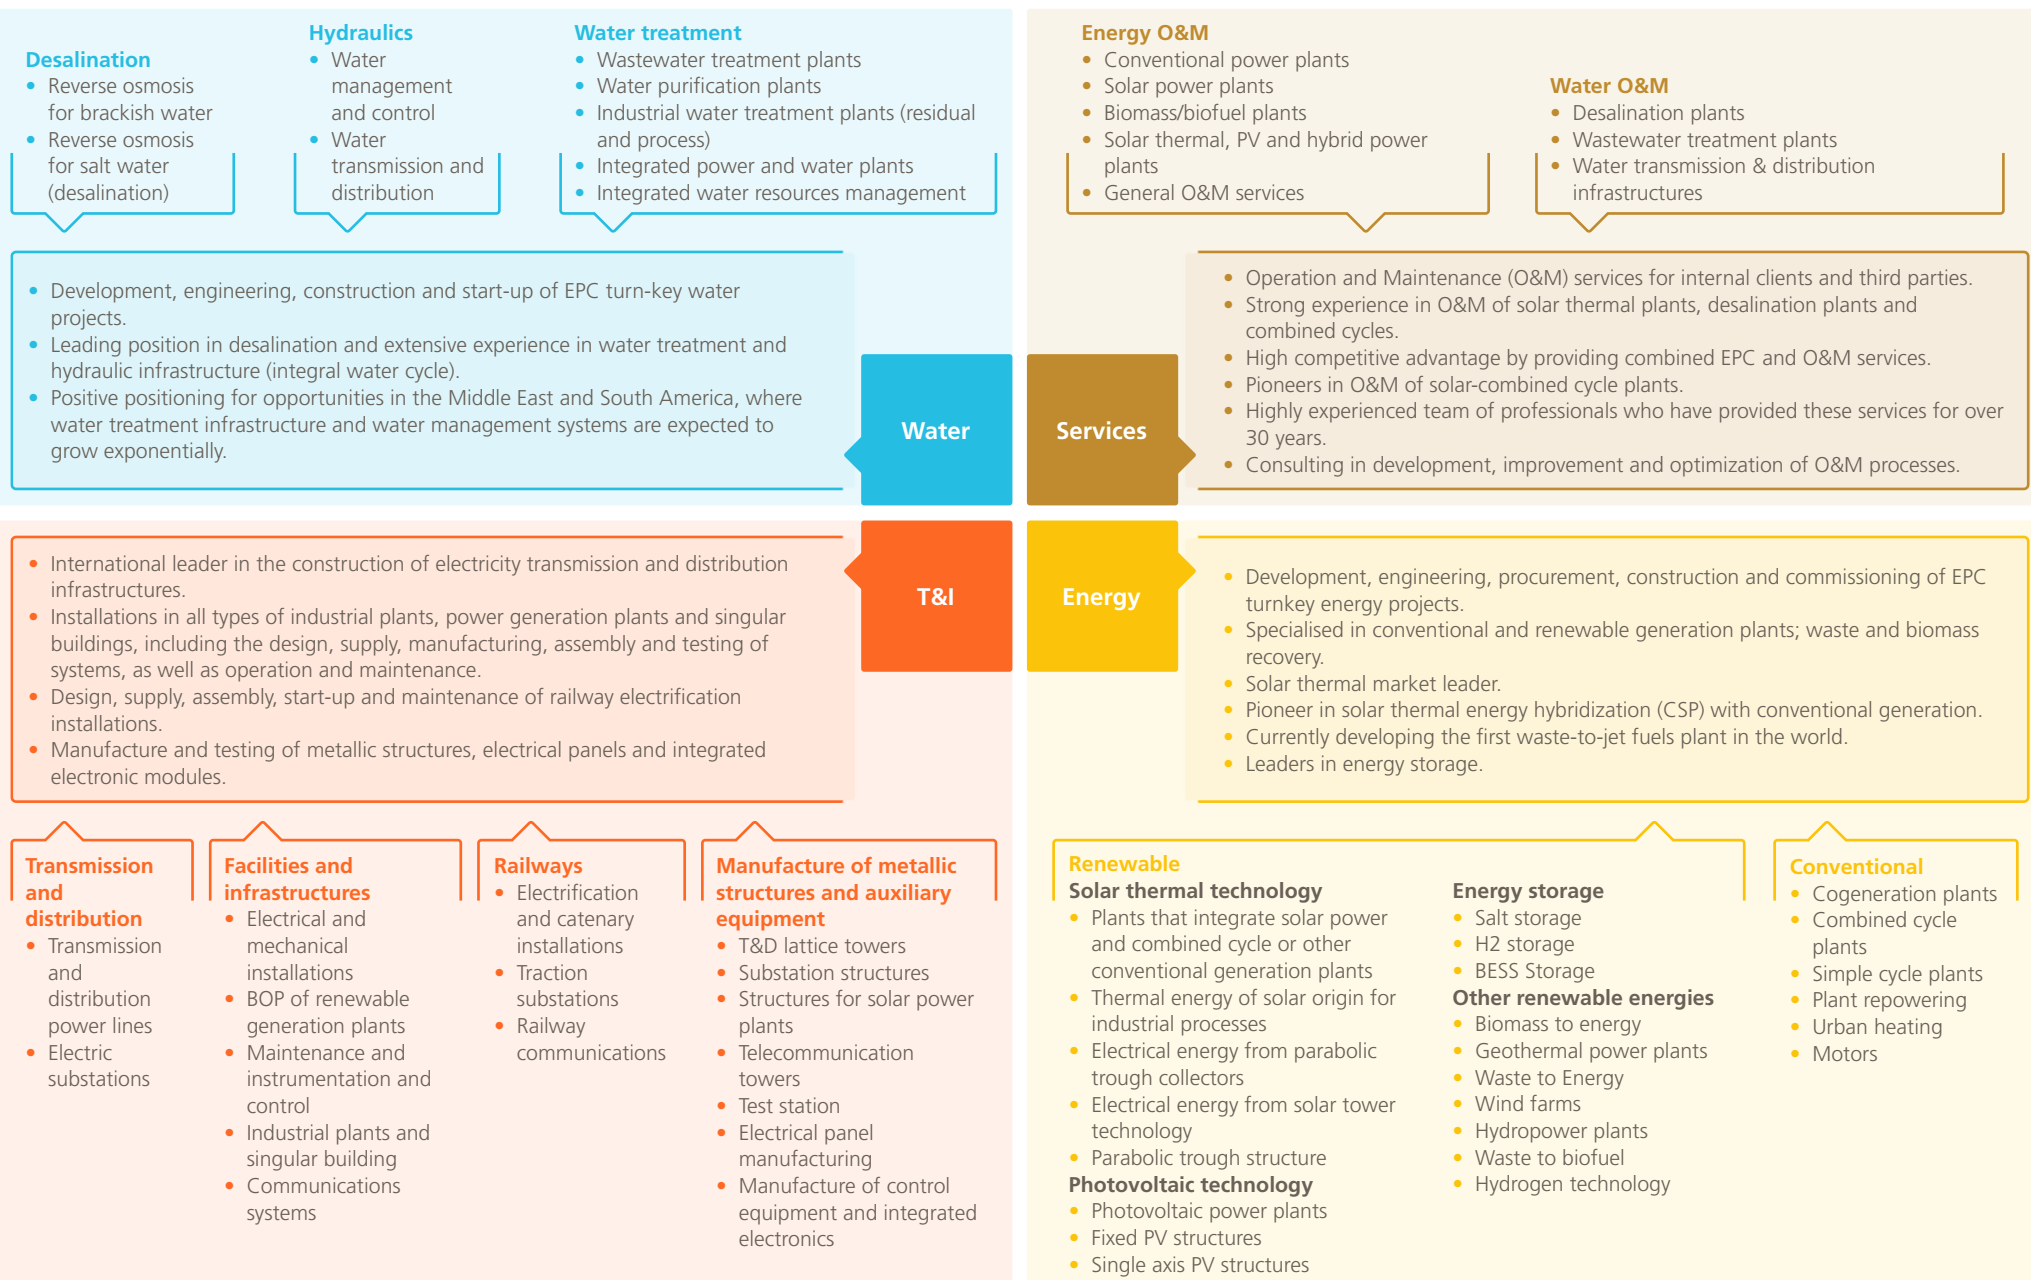 Desalination
• Reverse osmosis
for brackish water
• Reverse osmosis
for salt water
(desalination)
Hydraulics
• Water
management
and control
• Water
transmission and
distribution
Water treatment
• Wastewater treatment plants
• Water purification plants
• Industrial water treatment plants (residual
and process)
• Integrated power and water plants
• Integrated water resources management
• Development, engineering, construction and start-up of EPC turn-key water
projects.
• Leading position in desalination and extensive experience in water treatment and
hydraulic infrastructure (integral water cycle).
• Positive positioning for opportunities in the Middle East and South America, where
water treatment infrastructure and water management systems are expected to
grow exponentially.
Water
Energy O&M
• Conventional power plants
• Solar power plants
• Biomass/biofuel plants
• Solar thermal, PV and hybrid power
plants
• General O&M services
Water O&M
• Desalination plants
• Wastewater treatment plants
• Water transmission & distribution
infrastructures
Services
• Operation and Maintenance (O&M) services for internal clients and third parties.
• Strong experience in O&M of solar thermal plants, desalination plants and
combined cycles.
• High competitive advantage by providing combined EPC and O&M services.
• Pioneers in O&M of solar-combined cycle plants.
• Highly experienced team of professionals who have provided these services for over
30 years.
• Consulting in development, improvement and optimization of O&M processes.
• International leader in the construction of electricity transmission and distribution
infrastructures.
• Installations in all types of industrial plants, power generation plants and singular
buildings, including the design, supply, manufacturing, assembly and testing of
systems, as well as operation and maintenance.
• Design, supply, assembly, start-up and maintenance of railway electrification
installations.
• Manufacture and testing of metallic structures, electrical panels and integrated
electronic modules.
T&I
Transmission
and
distribution
• Transmission
and
distribution
power lines
• Electric
substations
Facilities and
infrastructures
• Electrical and
mechanical
installations
• BOP of renewable
generation plants
• Maintenance and
instrumentation and
control
• Industrial plants and
singular building
• Communications
systems
Railways
• Electrification
and catenary
installations
• Traction
substations
• Railway
communications
Manufacture of metallic
structures and auxiliary
equipment
• T&D lattice towers
• Substation structures
• Structures for solar power
plants
• Telecommunication
towers
• Test station
• Electrical panel
manufacturing
• Manufacture of control
equipment and integrated
electronics
Energy
• Development, engineering, procurement, construction and commissioning of EPC
turnkey energy projects.
• Specialised in conventional and renewable generation plants; waste and biomass
recovery.
• Solar thermal market leader.
• Pioneer in solar thermal energy hybridization (CSP) with conventional generation.
• Currently developing the first waste-to-jet fuels plant in the world.
• Leaders in energy storage.
Renewable
Solar thermal technology
• Plants that integrate solar power
and combined cycle or other
conventional generation plants
• Thermal energy of solar origin for
industrial processes
• Electrical energy from parabolic
trough collectors
• Electrical energy from solar tower
technology
• Parabolic trough structure
Photovoltaic technology
• Photovoltaic power plants
• Fixed PV structures
• Single axis PV structures
Energy storage
• Salt storage
• H2 storage
• BESS Storage
Other renewable energies
• Biomass to energy
• Geothermal power plants
• Waste to Energy
• Wind farms
• Hydropower plants
• Waste to biofuel
• Hydrogen technology
Conventional
• Cogeneration plants
• Combined cycle
plants
• Simple cycle plants
• Plant repowering
• Urban heating
• Motors